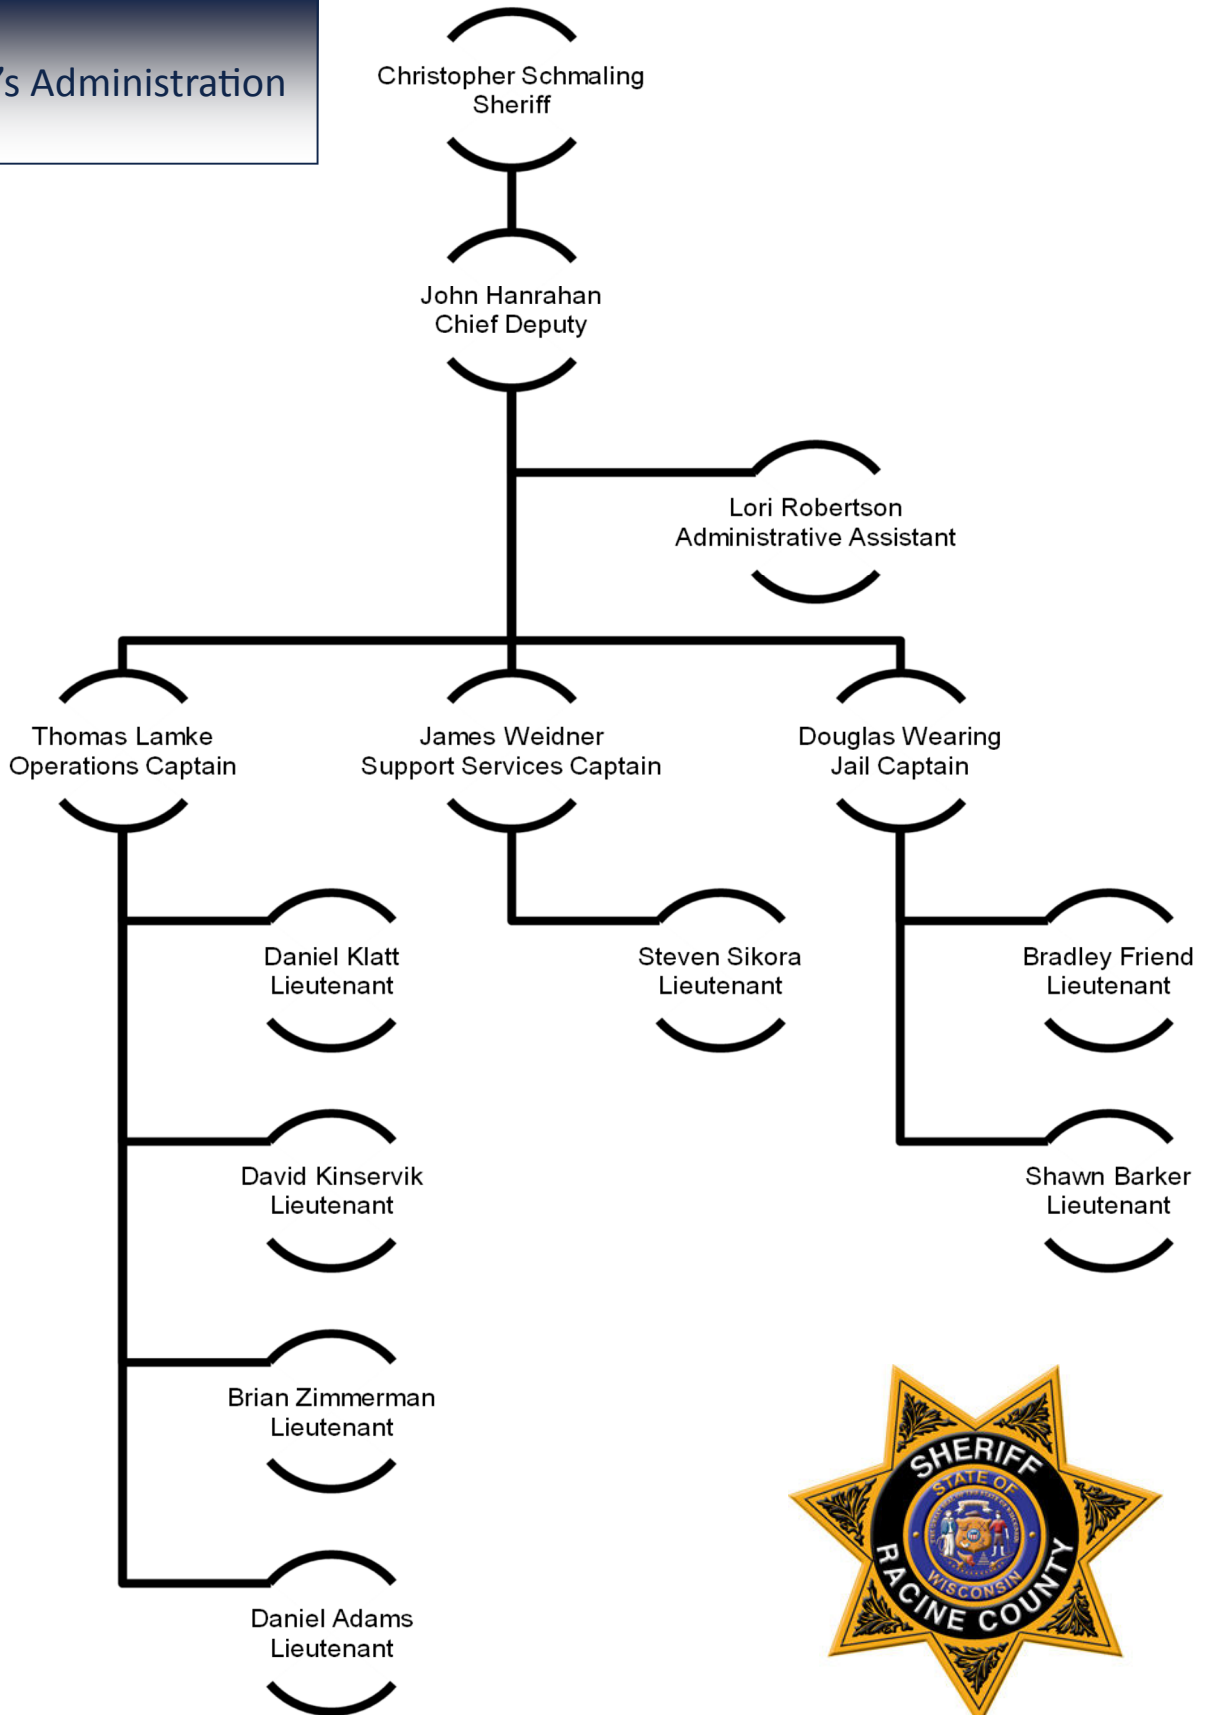 's Administration
Christopher Schmaling
Sheriff
John Hanrahan
Chief Deputy
Lori Robertson
Administrative Assistant
Thomas Lamke
Operations Captain
James Weidner
Support Services Captain
Douglas Wearing
Jail Captain
Daniel Klatt
Lieutenant
Steven Sikora
Lieutenant
Bradley Friend
Lieutenant
David Kinservik
Lieutenant
Shawn Barker
Lieutenant
Brian Zimmerman
Lieutenant
Daniel Adams
Lieutenant
SHERIFF
STATE OF
WISCONSIN
RACINE COUNTY